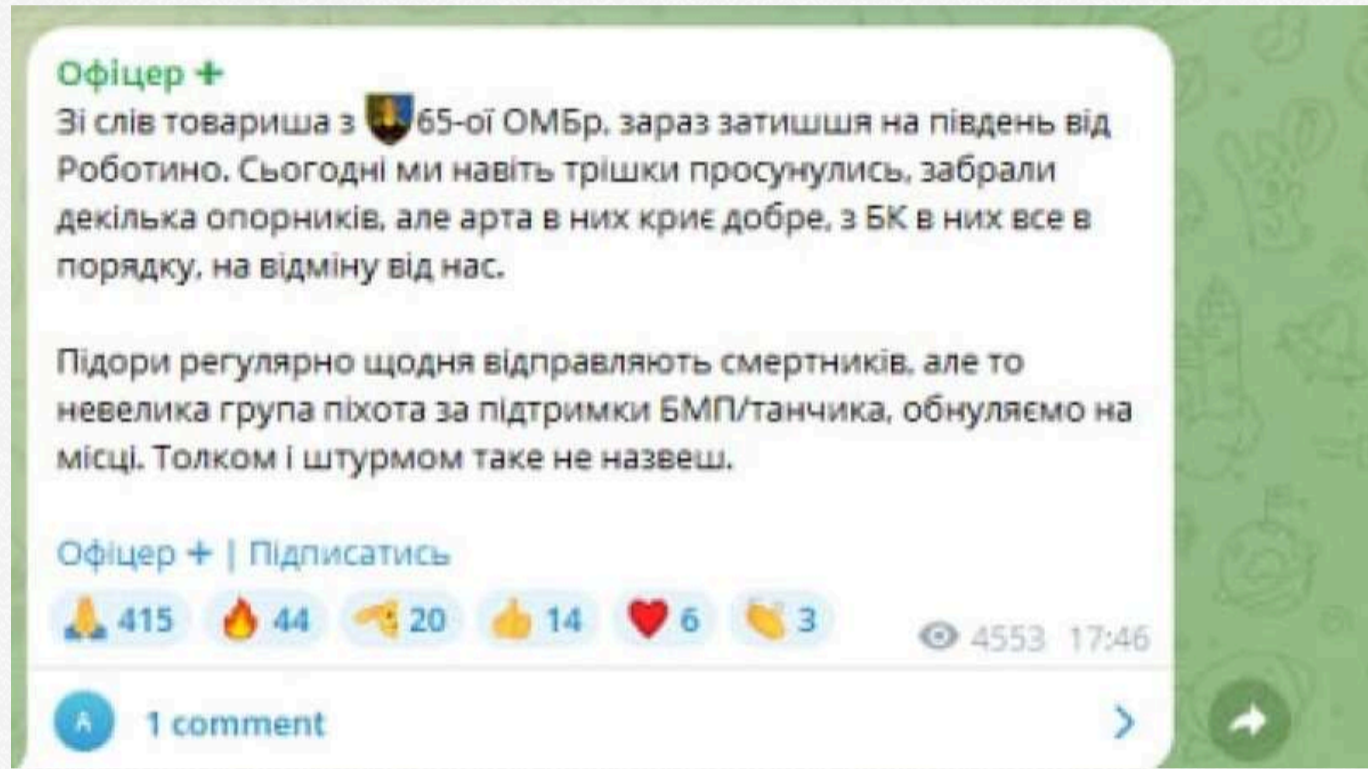 Офіцер +
Зі слів товариша з 65-ої ОМБр, зараз затишшя на південь від
Роботино. Сьогодні ми навіть трішки просунулись, забрали
декілька опорників, але арта в них криє добре, з БК в них все в
порядку, на відміну від нас.
Підори регулярно щодня відправляють смертників, але то
невелика група піхота за підтримки БМП/танчика, обнуляємо на
місці. Толком і штурмом таке не назвеш.
Офіцер + | Підписатись
415 44 20 14 6 3
4553 17:46
1 comment